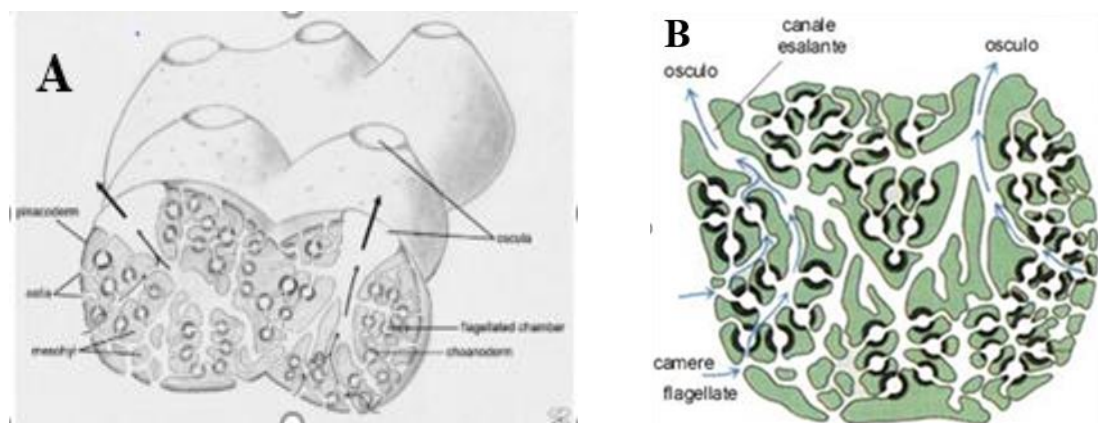 A
pinacoderm
ostia
mesohyl
oscula
flagellated chamber
choanoderm
B
canale
esalante
osculo
osculo
camere
flagellate